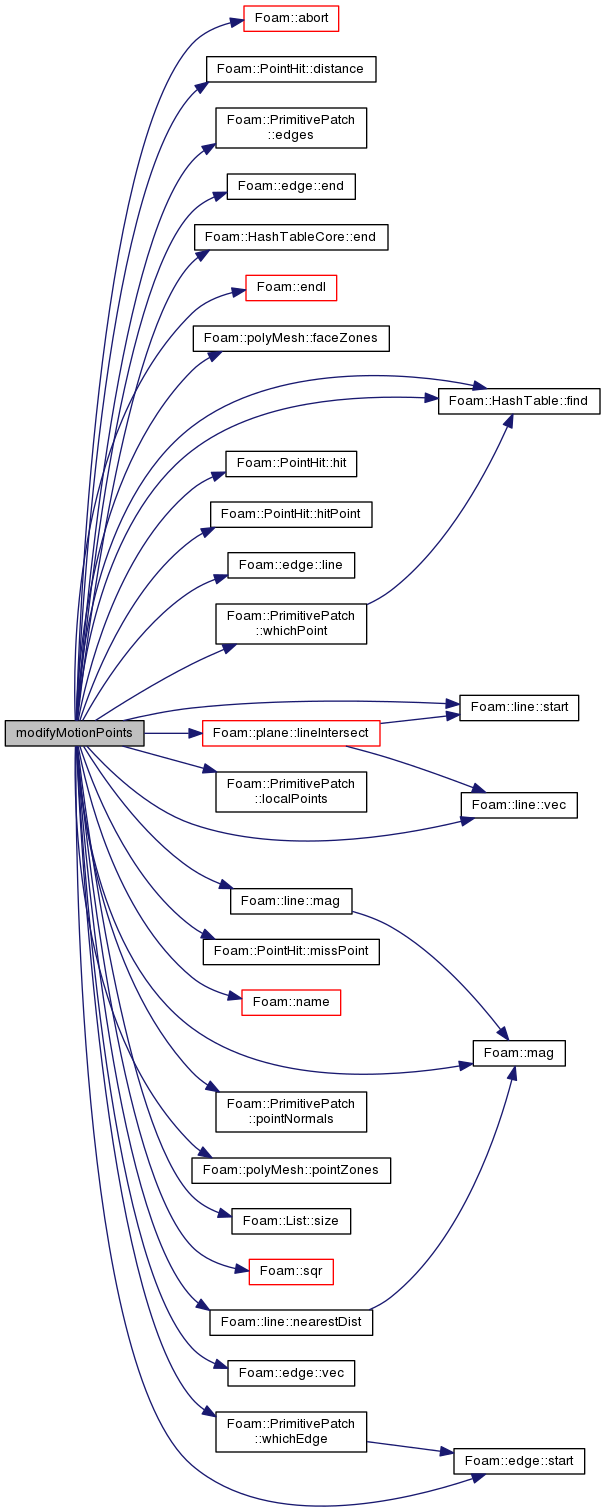 Foam::abort
Foam::PointHit::distance
Foam::PrimitivePatch
::edges
Foam::edge::end
Foam::HashTableCore::end
Foam::endl
Foam::polyMesh::faceZones
Foam::HashTable::find
Foam::PointHit::hit
Foam::PointHit::hitPoint
Foam::edge::line
Foam::PrimitivePatch
::whichPoint
Foam::line::start
modifyMotionPoints
Foam::plane::lineIntersect
Foam::PrimitivePatch
::localPoints
Foam::line::vec
Foam::line::mag
Foam::PointHit::missPoint
Foam::name
Foam::mag
Foam::PrimitivePatch
::pointNormals
Foam::polyMesh::pointZones
Foam::List::size
Foam::sqr
Foam::line::nearestDist
Foam::edge::vec
Foam::PrimitivePatch
::whichEdge
Foam::edge::start